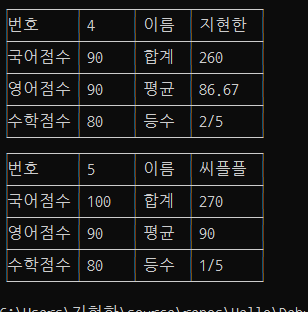 번호 4 이름 지현한
국어점수 90 합계 260
영어점수 90 평균 86.67
수학점수 80 등수 2/5
번호 5 이름 씨플플
국어점수 100 합계 270
영어점수 90 평균 90
수학점수 80 등수 1/5